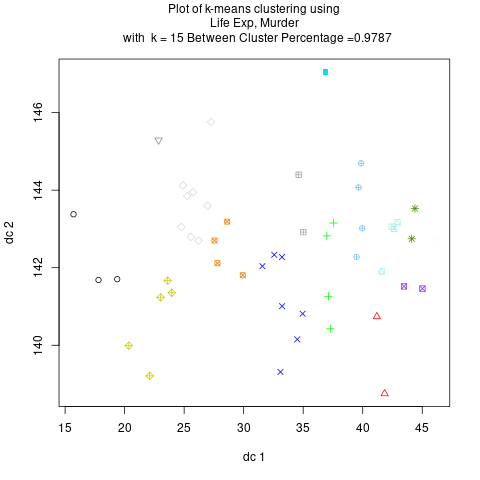 Plot of k-means clustering using
Life Exp, Murder
with k = 15 Between Cluster Percentage =0.9787
146
144
142
140
dc 2
15 20 25 30 35 40 45
dc 1